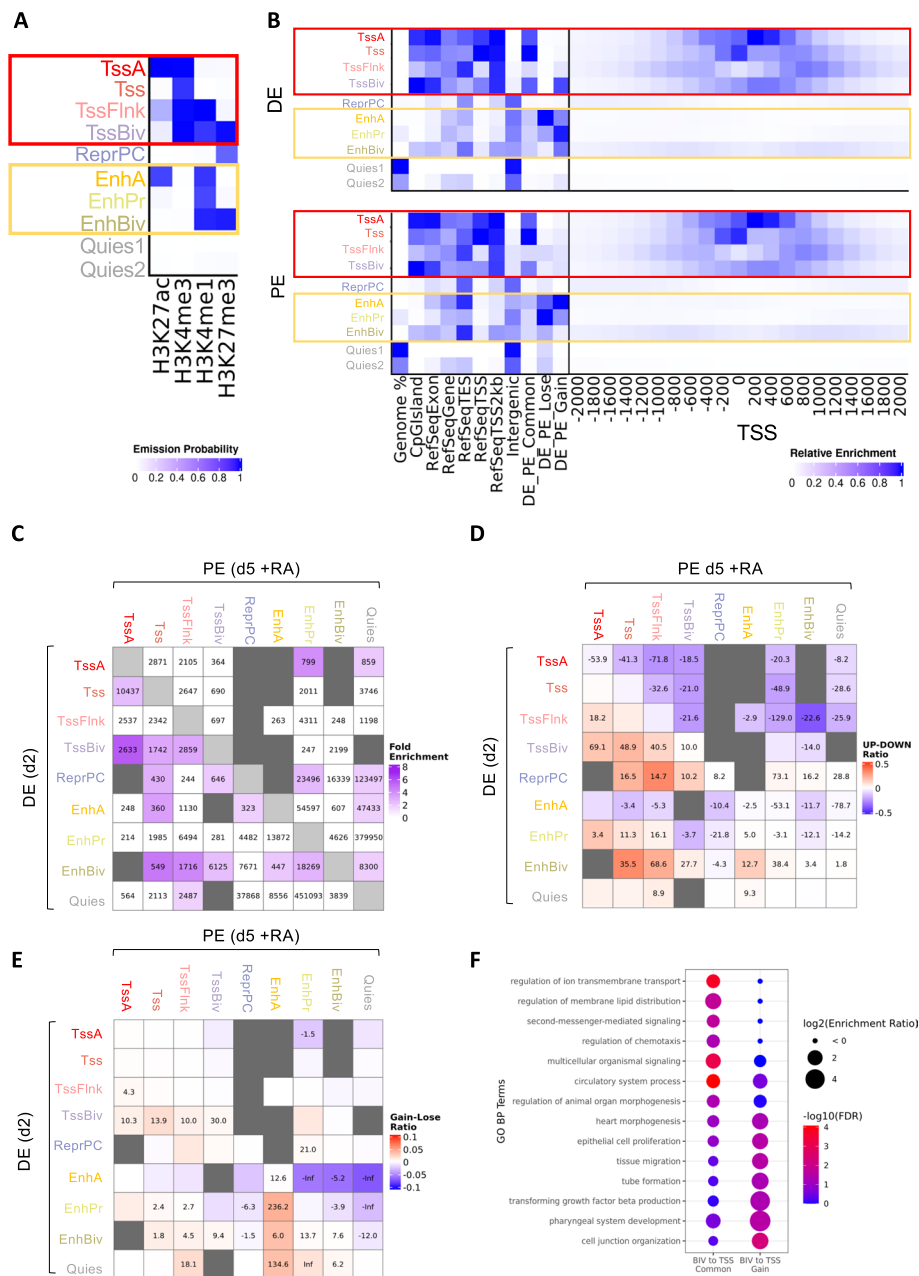 A
TssA
Tss
TssFlnk
TssBiv
ReprPC
EnhA
EnhPr
EnhBiv
Quies1
Quies2
H3K27ac
H3K4me3
H3K4me1
H3K27me3
Emission Probability
0 0.2 0.4 0.6 0.8 1
B
DE
TssA
Tss
TssFlnk
TssBiv
ReprPC
EnhA
EnhPr
EnhBiv
Quies1
Quies2
PE
TssA
Tss
TssFlnk
TssBiv
ReprPC
EnhA
EnhPr
EnhBiv
Quies1
Quies2
Genome %
CpGIsland
RefSeqExon
RefSeqGene
RefSeqTES
RefSeqTSS
RefSeqTSS2kb
Intergenic
DE_PE_Common
DE_PE_Lose
DE_PE_Gain
-2000
-1800
-1600
-1400
-1200
-1000
-800
-600
-400
-200
0
200
400
600
800
1000
1200
1400
1600
1800
2000
TSS
Relative Enrichment
0 0.2 0.4 0.6 0.8 1
C
PE (d5 +RA)
TssA Tss TssFlnk TssBiv ReprPC EnhA EnhPr EnhBiv Quies
DE (d2)
TssA 2871 2105 364 799 859
Tss 10437 2647 690 2011 3746
TssFlnk 2537 2342 697 263 4311 248 1198
TssBiv 2633 1742 2859 247 2199
ReprPC 430 244 646 23496 16339 123497
EnhA 248 360 1130 323 54597 607 47433
EnhPr 214 1985 6494 281 4482 13872 4626 379950
EnhBiv 549 1716 6125 7671 447 18269 8300
Quies 564 2113 2487 37868 8556 451093 3839
Fold
Enrichment
8
6
4
2
0
D
PE d5 +RA
TssA Tss TssFlnk TssBiv ReprPC EnhA EnhPr EnhBiv Quies
DE (d2)
TssA -53.9 -41.3 -71.8 -18.5 -20.3 -8.2
Tss -32.6 -21.0 -48.9 -28.6
TssFlnk 18.2 -21.6 -2.9 -129.0 -22.6 -25.9
TssBiv 69.1 48.9 40.5 10.0 -14.0
ReprPC 16.5 14.7 10.2 8.2 73.1 16.2 28.8
EnhA -3.4 -5.3 -10.4 -2.5 -53.1 -11.7 -78.7
EnhPr 3.4 11.3 16.1 -3.7 -21.8 5.0 -3.1 -12.1 -14.2
EnhBiv 35.5 68.6 27.7 -4.3 12.7 38.4 3.4 1.8
Quies 8.9 9.3
UP-DOWN
Ratio
0.5
0
-0.5
E
PE (d5 +RA)
TssA Tss TssFlnk TssBiv ReprPC EnhA EnhPr EnhBiv Quies
DE (d2)
TssA -1.5
Tss
TssFlnk 4.3
TssBiv 10.3 13.9 10.0 30.0
ReprPC 21.0
EnhA 12.6 -Inf -5.2 -Inf
EnhPr 2.4 2.7 -6.3 236.2 -3.9 -Inf
EnhBiv 1.8 4.5 9.4 -1.5 6.0 13.7 7.6 -12.0
Quies 18.1 134.6 Inf 6.2
Gain-Lose
Ratio
0.1
0.05
0
-0.05
-0.1
F
GO BP Terms
regulation of ion transmembrane transport
regulation of membrane lipid distribution
second-messenger-mediated signaling
regulation of chemotaxis
multicellular organismal signaling
circulatory system process
regulation of animal organ morphogenesis
heart morphogenesis
epithelial cell proliferation
tissue migration
tube formation
transforming growth factor beta production
pharyngeal system development
cell junction organization
BIV to TSS
Common
BIV to TSS
Gain
log2(Enrichment Ratio)
< 0
2
4
-log10(FDR)
4
3
2
1
0